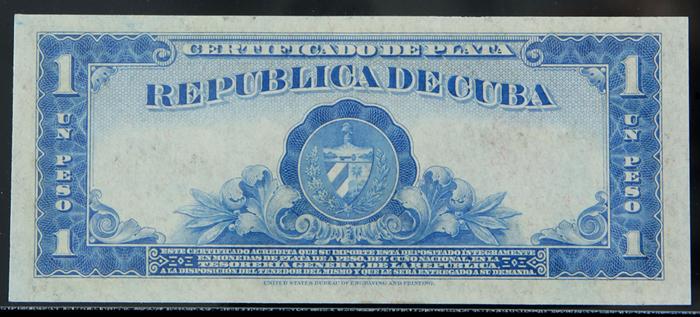 CERTIFICADO DE PLATA
REPUBLICA DE CUBA
1
UN PESO
1
1
UN PESO
1
ESTE CERTIFICADO ACREDITA QUE SU IMPORTE ESTA DEPOSITADO INTEGRAMENTE
EN MONEDAS DE PLATA DE A PESO, DEL CUÑO NACIONAL, EN LA
TESORERIA GENERAL DE LA REPUBLICA.
A LA DISPOSICION DEL TENEDOR DEL MISMO Y QUE LE SERA ENTREGADO A SU DEMANDA.
UNITED STATES BUREAU OF ENGRAVING AND PRINTING.